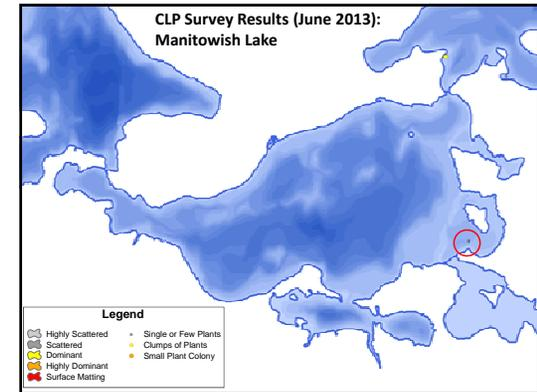 CLP Survey Results (June 2013):
Manitowish Lake
Legend
Highly Scattered
Scattered
Dominant
Highly Dominant
Surface Matting
Single or Few Plants
Clumps of Plants
Small Plant Colony